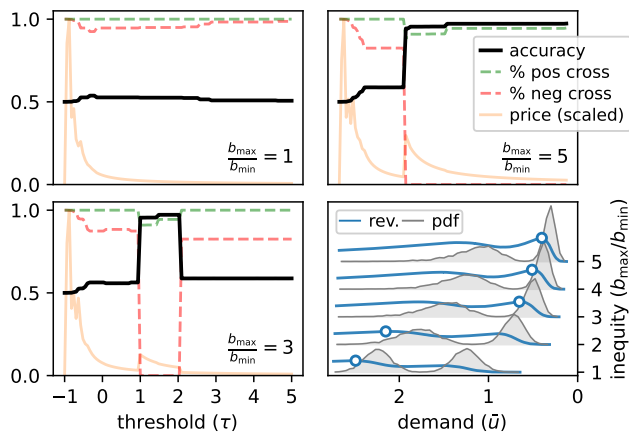 1.0
0.5
0.0
b_max/b_min = 1
accuracy
% pos cross
% neg cross
price (scaled)
b_max/b_min = 5
1.0
0.5
0.0
b_max/b_min = 3
−1 0 1 2 3 4 5
threshold (τ)
rev. pdf
5
4
3
2
1
inequity (b_max/b_min)
2 1 0
demand (ū)